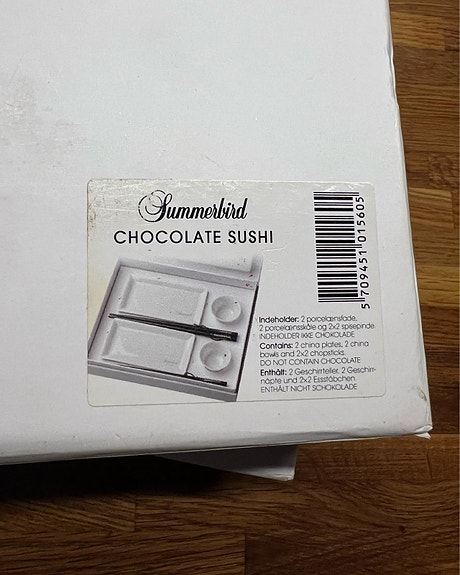 Summerbird
CHOCOLATE SUSHI
5 709451 015605
Indeholder: 2 porcelænsfade,
2 porcelænsskåle og 2x2 spisepinde.
INDEHOLDER IKKE CHOKOLADE
Contains: 2 china plates, 2 china
bowls and 2x2 chopsticks.
DO NOT CONTAIN CHOCOLATE
Enthält: 2 Geschirrteller, 2 Geschirr-
näpte und 2x2 Essstäbchen.
ENTHÄLT NICHT SCHOKOLADE